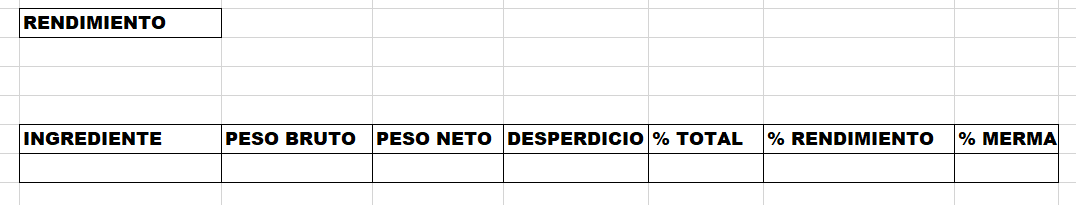 RENDIMIENTO
INGREDIENTE PESO BRUTO PESO NETO DESPERDICIO % TOTAL % RENDIMIENTO % MERMA